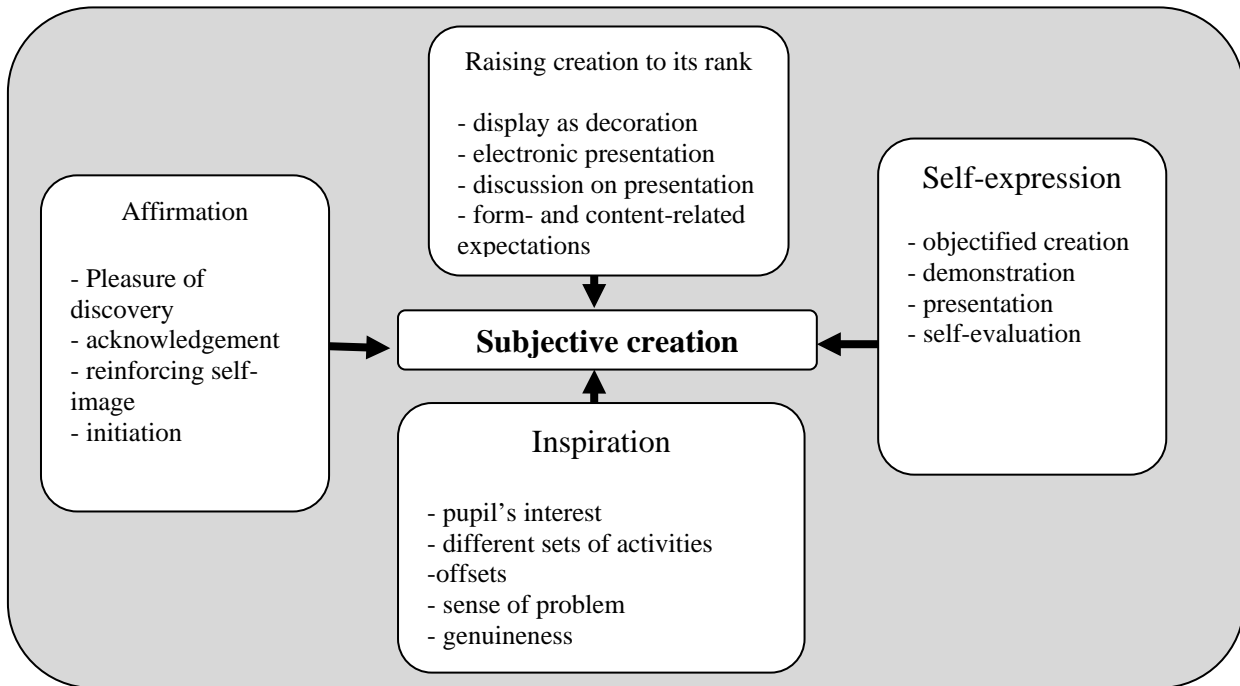 Raising creation to its rank
- display as decoration
- electronic presentation
- discussion on presentation
- form- and content-related
expectations
Affirmation
- Pleasure of
discovery
- acknowledgement
- reinforcing self-
image
- initiation
Subjective creation
Self-expression
- objectified creation
- demonstration
- presentation
- self-evaluation
Inspiration
- pupil’s interest
- different sets of activities
-offsets
- sense of problem
- genuineness